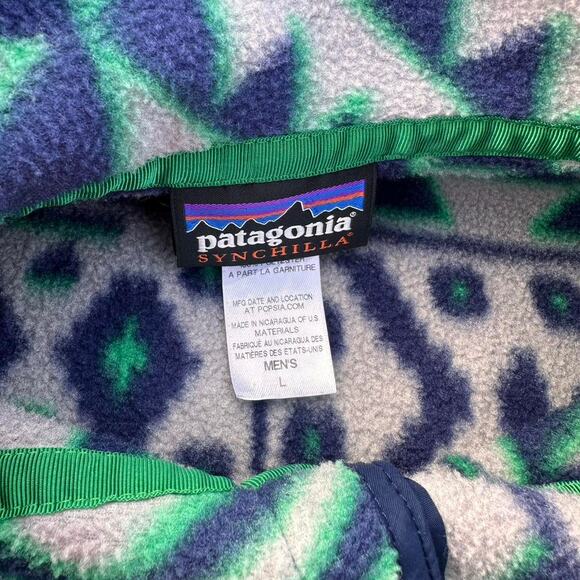 patagonia®
SYNCHILLA®
A PART LA GARNITURE
MFG DATE AND LOCATION
AT PCPSIA.COM
MADE IN NICARAGUA OF U.S
MATERIALS
FABRIQUÉ AU NICARAGUA DES
MATIÈRES DES ETATS-UNIS
MEN'S
L